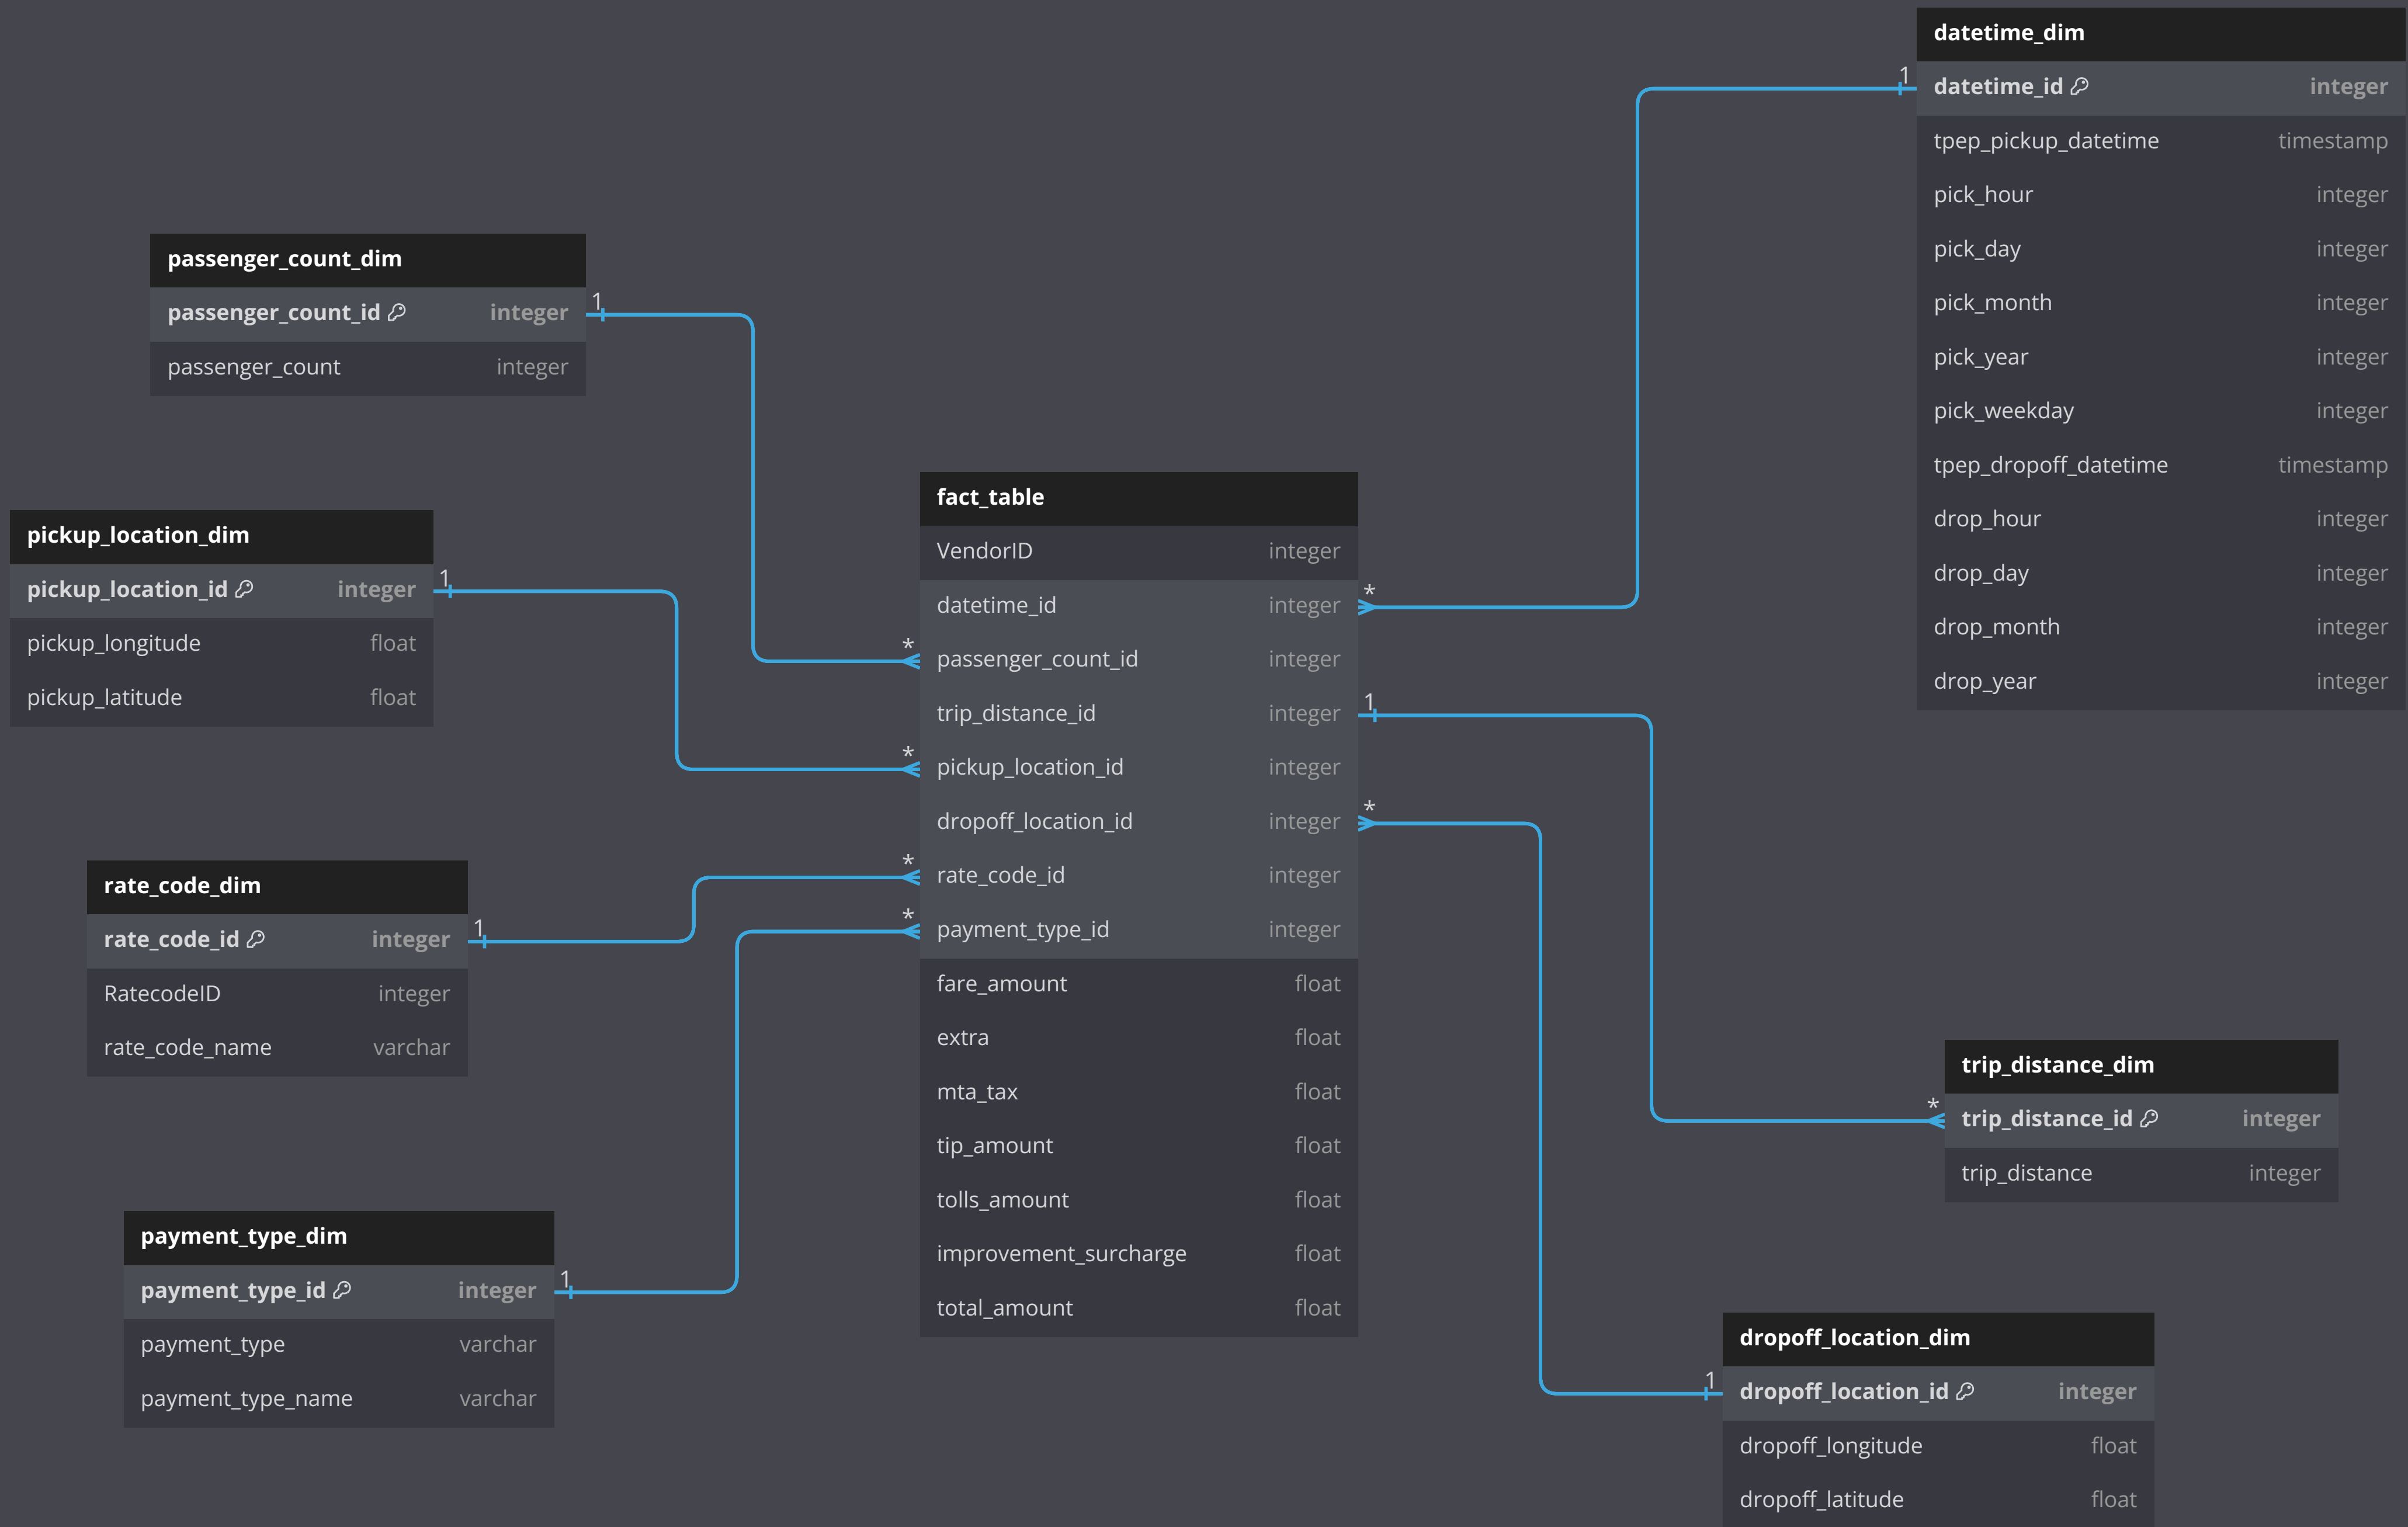 datetime_dim
datetime_id integer
tpep_pickup_datetime timestamp
pick_hour integer
pick_day integer
pick_month integer
pick_year integer
pick_weekday integer
tpep_dropoff_datetime timestamp
drop_hour integer
drop_day integer
drop_month integer
drop_year integer
1
passenger_count_dim
passenger_count_id integer
passenger_count integer
1
pickup_location_dim
pickup_location_id integer
pickup_longitude float
pickup_latitude float
1
fact_table
VendorID integer
datetime_id integer
*
* passenger_count_id integer
trip_distance_id integer
1
* pickup_location_id integer
dropoff_location_id integer
*
* rate_code_id integer
* payment_type_id integer
fare_amount float
extra float
mta_tax float
tip_amount float
tolls_amount float
improvement_surcharge float
total_amount float
rate_code_dim
rate_code_id integer
RatecodeID integer
rate_code_name varchar
1
payment_type_dim
payment_type_id integer
payment_type varchar
payment_type_name varchar
1
trip_distance_dim
* trip_distance_id integer
trip_distance integer
dropoff_location_dim
1 dropoff_location_id integer
dropoff_longitude float
dropoff_latitude float